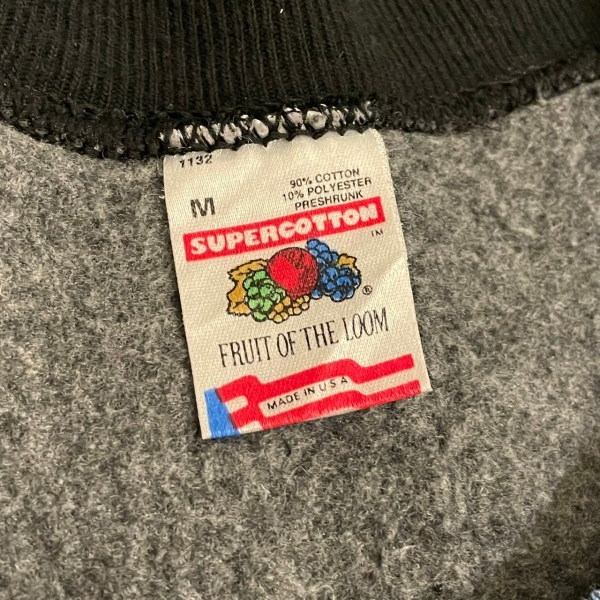 1132
M
90% COTTON
10% POLYESTER
PRESHRUNK
SUPERCOTTON
TM
®
FRUIT OF THE LOOM
MADE IN U S A